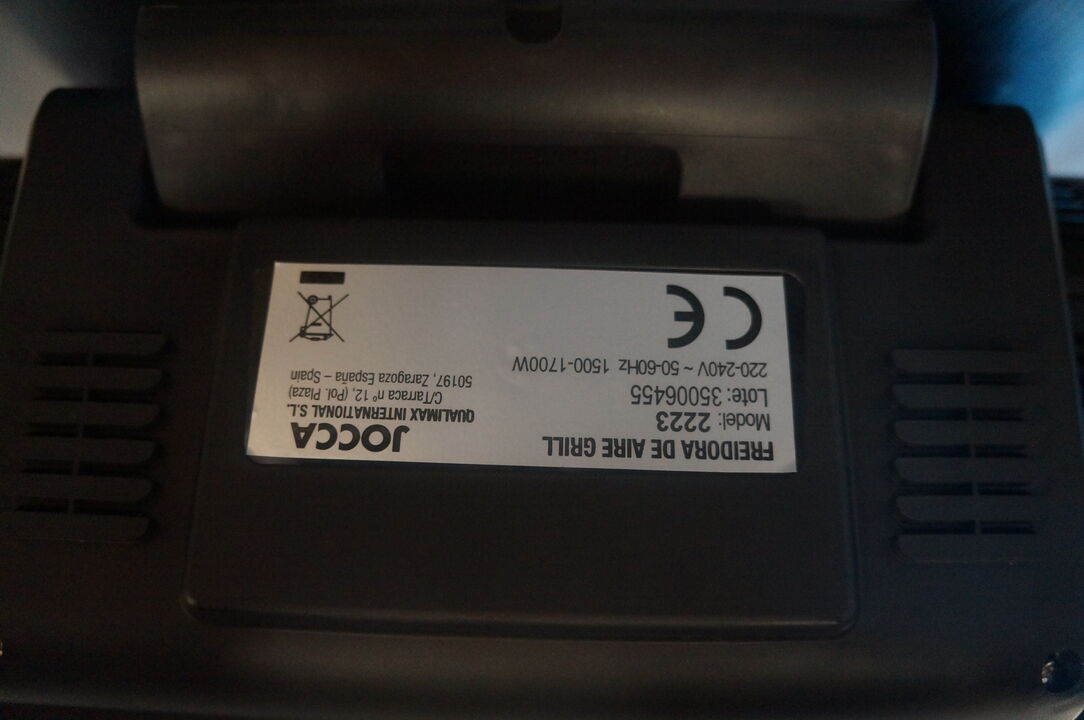 FREIDORA DE AIRE GRILL
Model: 2223
Lote: 35006455
220-240V ~ 50-60Hz 1500-1700W
CE
JOCCA
QUALIMAX INTERNATIONAL S.L.
C/Tarraca nº 12, (Pol. Plaza)
50197, Zaragoza España – Spain